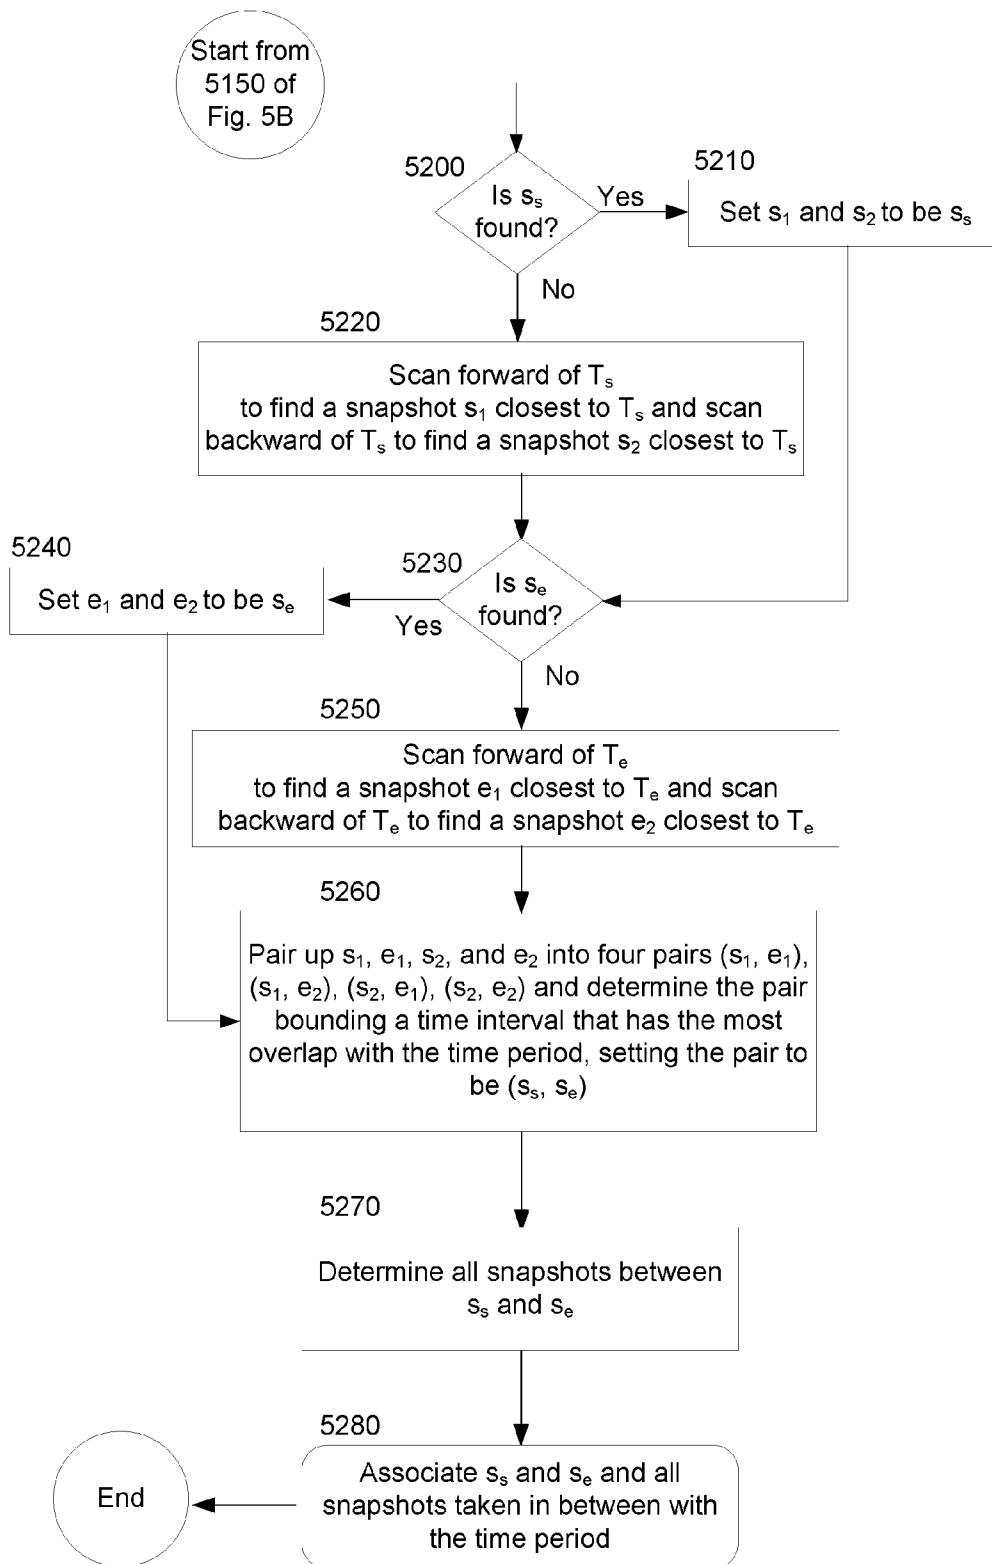 Start from
5150 of
Fig. 5B
5200
Is sₛ
found?
Yes
5210
Set s₁ and s₂ to be sₛ
No
5220
Scan forward of Tₛ
to find a snapshot s₁ closest to Tₛ and scan
backward of Tₛ to find a snapshot s₂ closest to Tₛ
5240
Set e₁ and e₂ to be sₑ
5230
Is sₑ
found?
Yes
No
5250
Scan forward of Tₑ
to find a snapshot e₁ closest to Tₑ and scan
backward of Tₑ to find a snapshot e₂ closest to Tₑ
5260
Pair up s₁, e₁, s₂, and e₂ into four pairs (s₁, e₁),
(s₁, e₂), (s₂, e₁), (s₂, e₂) and determine the pair
bounding a time interval that has the most
overlap with the time period, setting the pair to
be (sₛ, sₑ)
5270
Determine all snapshots between
sₛ and sₑ
5280
Associate sₛ and sₑ and all
snapshots taken in between with
the time period
End